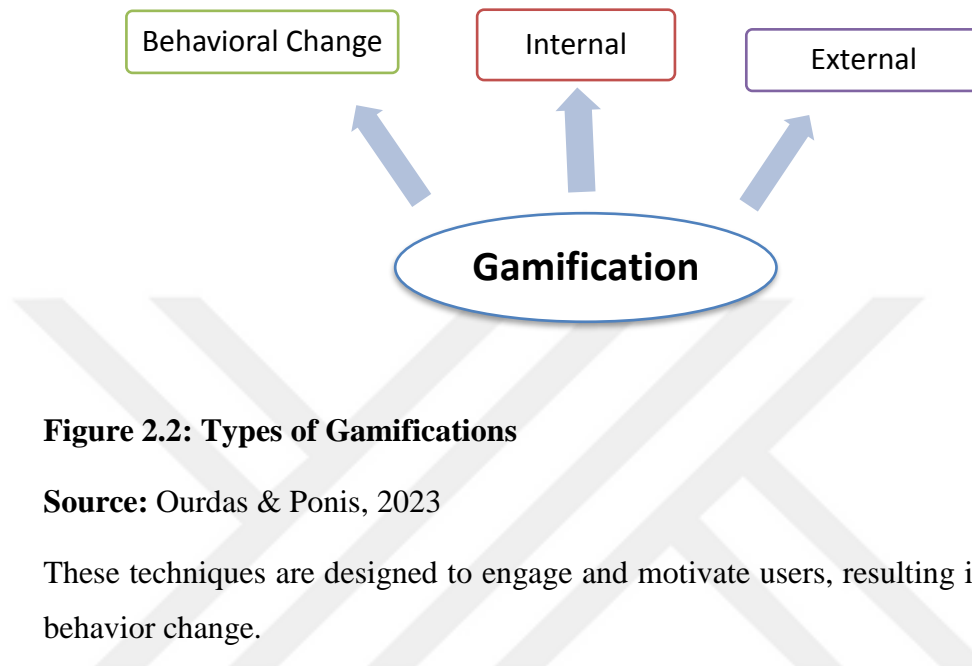 Behavioral Change
Internal
External
Gamification
Figure 2.2: Types of Gamifications
Source: Ourdas & Ponis, 2023
These techniques are designed to engage and motivate users, resulting i
behavior change.